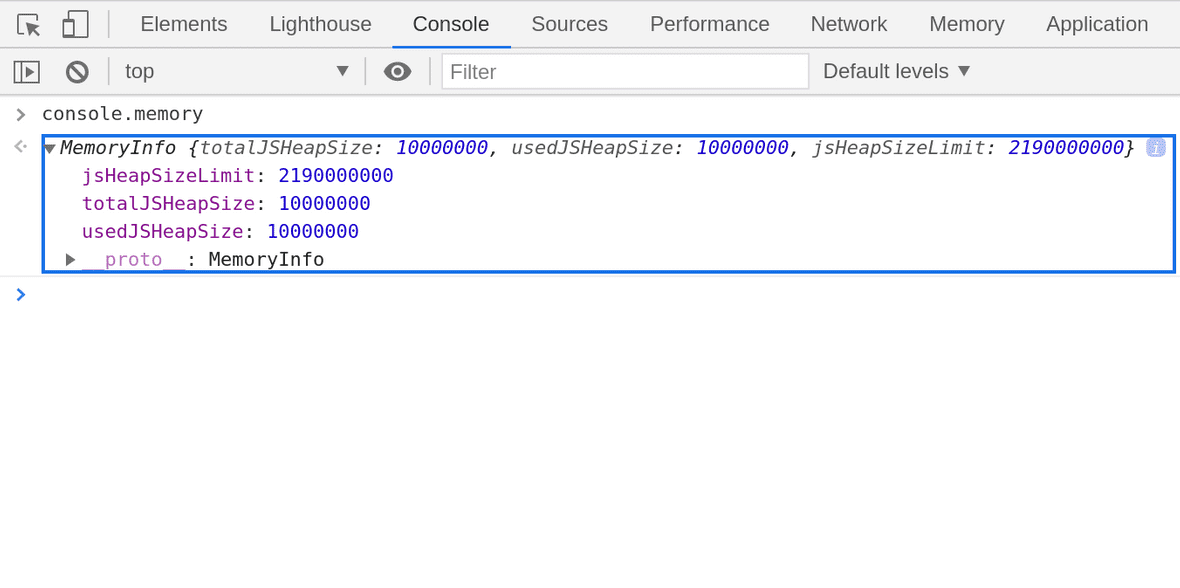 Elements Lighthouse Console Sources Performance Network Memory Application
top Filter Default levels
console.memory
MemoryInfo {totalJSHeapSize: 10000000, usedJSHeapSize: 10000000, jsHeapSizeLimit: 2190000000} i
jsHeapSizeLimit: 2190000000
totalJSHeapSize: 10000000
usedJSHeapSize: 10000000
__proto__: MemoryInfo